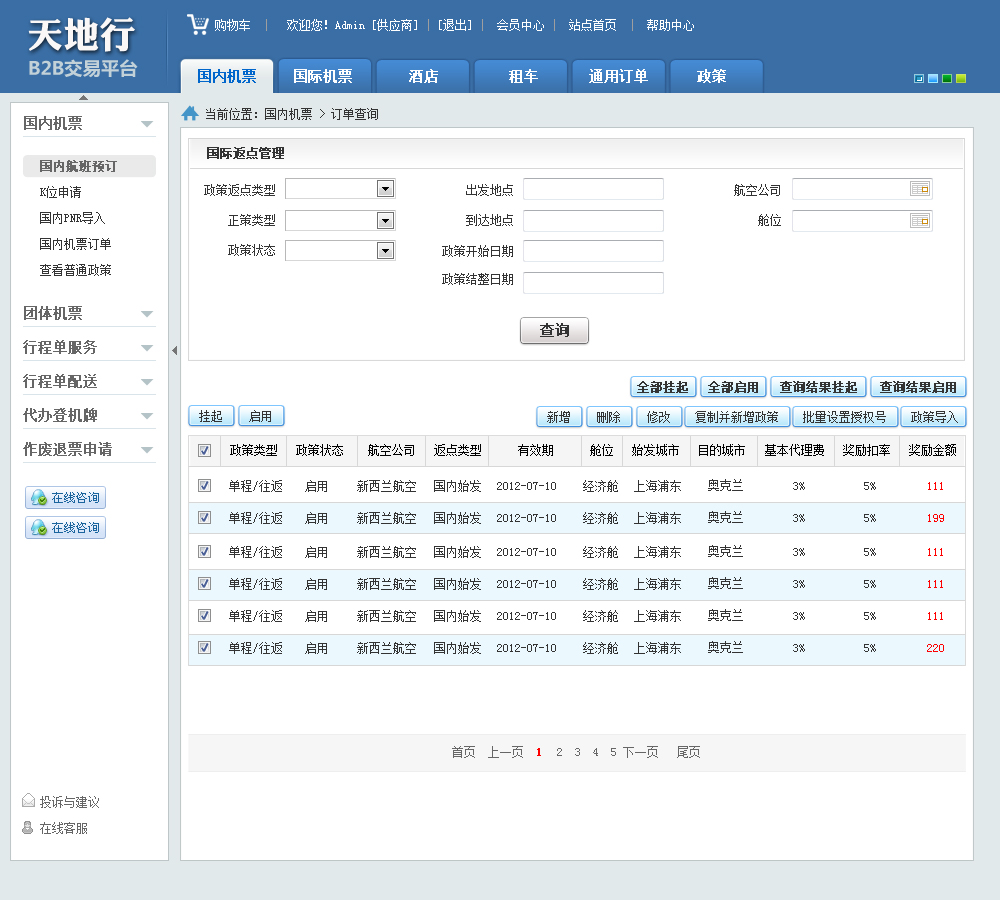 天地行
B2B交易平台
购物车 | 欢迎您！Admin [供应商] | [退出] | 会员中心 | 站点首页 | 帮助中心
国内机票 国际机票 酒店 租车 通用订单 政策
国内机票
国内航班预订
K位申请
国内PNR导入
国内机票订单
查看普通政策
团体机票
行程单服务
行程单配送
代办登机牌
作废退票申请
在线咨询
在线咨询
投诉与建议
在线客服
当前位置：国内机票 > 订单查询
国际返点管理
政策返点类型 出发地点 航空公司
正策类型 到达地点 舱位
政策状态 政策开始日期
政策结整日期
查询
全部挂起 全部启用 查询结果挂起 查询结果启用
挂起 启用 新增 删除 修改 复制并新增政策 批量设置授权号 政策导入
政策类型 政策状态 航空公司 返点类型 有效期 舱位 始发城市 目的城市 基本代理费 奖励扣率 奖励金额
单程/往返 启用 新西兰航空 国内始发 2012-07-10 经济舱 上海浦东 奥克兰 3% 5% 111
单程/往返 启用 新西兰航空 国内始发 2012-07-10 经济舱 上海浦东 奥克兰 3% 5% 199
单程/往返 启用 新西兰航空 国内始发 2012-07-10 经济舱 上海浦东 奥克兰 3% 5% 111
单程/往返 启用 新西兰航空 国内始发 2012-07-10 经济舱 上海浦东 奥克兰 3% 5% 111
单程/往返 启用 新西兰航空 国内始发 2012-07-10 经济舱 上海浦东 奥克兰 3% 5% 111
单程/往返 启用 新西兰航空 国内始发 2012-07-10 经济舱 上海浦东 奥克兰 3% 5% 220
首页 上一页 1 2 3 4 5 下一页 尾页